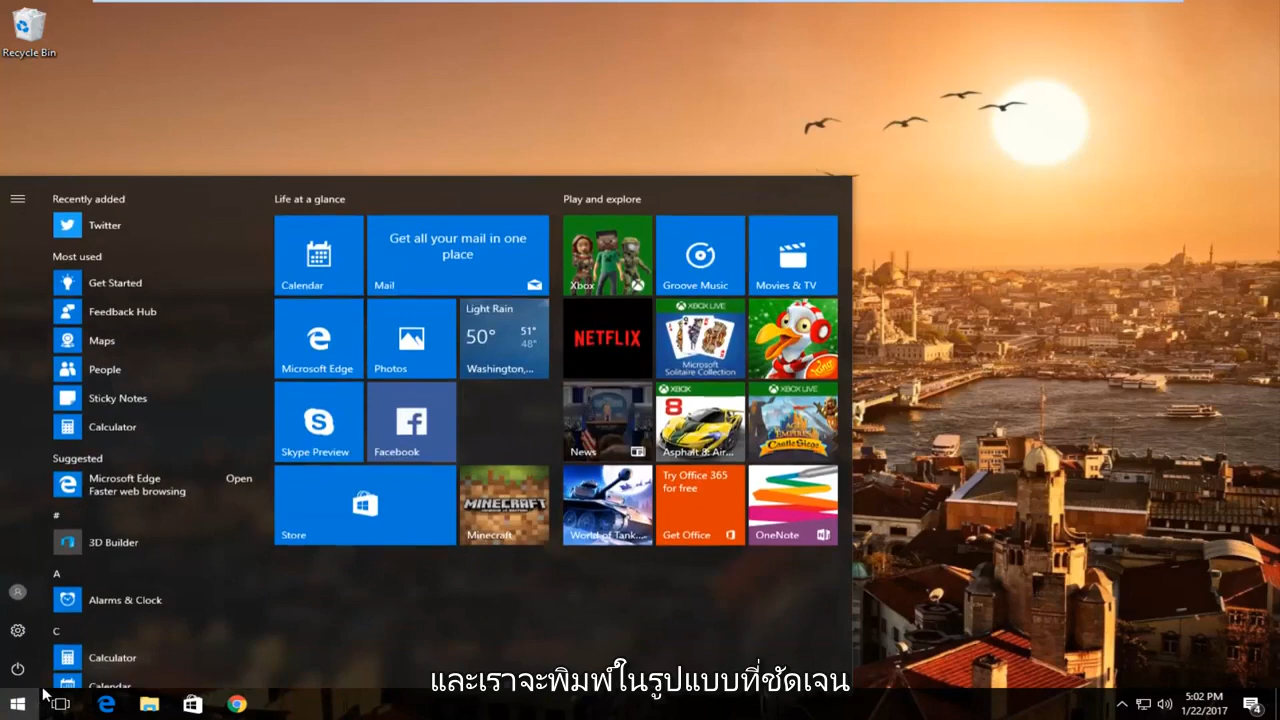 Recycle Bin
Recently added
Twitter
Most used
Get Started
Feedback Hub
Maps
People
Sticky Notes
Calculator
Suggested
Microsoft Edge
Faster web browsing
Open
#
3D Builder
A
Alarms & Clock
C
Calculator
Calendar
Life at a glance
Calendar
Get all your mail in one
place
Mail
Microsoft Edge
Photos
Light Rain
50°
51°
48°
Washington,...
Skype Preview
Facebook
Store
MINECRAFT
Minecraft
Play and explore
Xbox
Groove Music
Movies & TV
NETFLIX
XBOX LIVE
Microsoft
Solitaire Collection
News
XBOX
8
Asphalt 8: Air...
XBOX LIVE
Age of
EMPIRES
Castle Siege
World of Tank...
Try Office 365
for free
Get Office
OneNote
และเราจะพิมพ์ในรูปแบบที่ชัดเจน
5:02 PM
1/22/2017
4